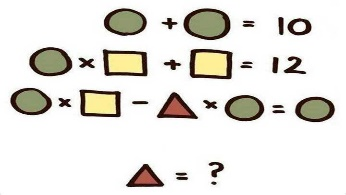 + = 10
× + = 12
× - × =
= ?